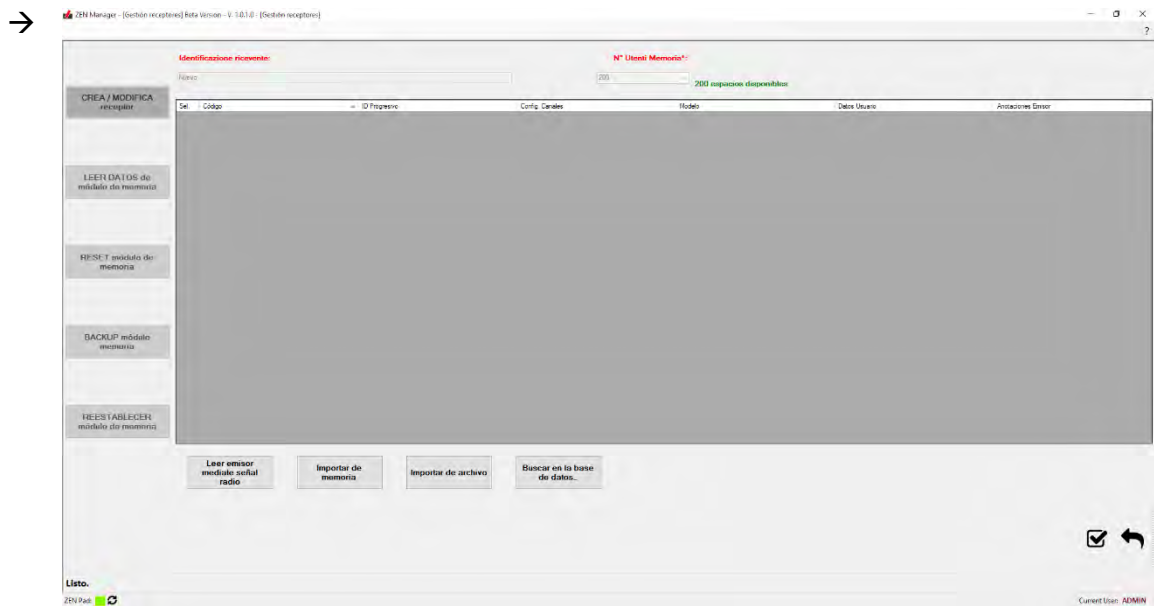 ZEN Manager - [Gestión receptores] Beta Version - V. 1.0.1.0 - [Gestión receptores]
?
Identificazione ricevente:
N° Utenti Memoria*:
Nuevo
200
200 espacios disponibles
CREA / MODIFICA
receptor
Sel. Código ID Progresivo Config. Canales Modelo Datos Usuario Anotaciones Emisor
LEER DATOS de
módulo de memoria
RESET módulo de
memoria
BACKUP módulo
memoria
REESTABLECER
módulo de memoria
Leer emisor
mediate señal
radio
Importar de
memoria
Importar de archivo
Buscar en la base
de datos..
Listo.
ZEN Pad:
Current User: ADMIN